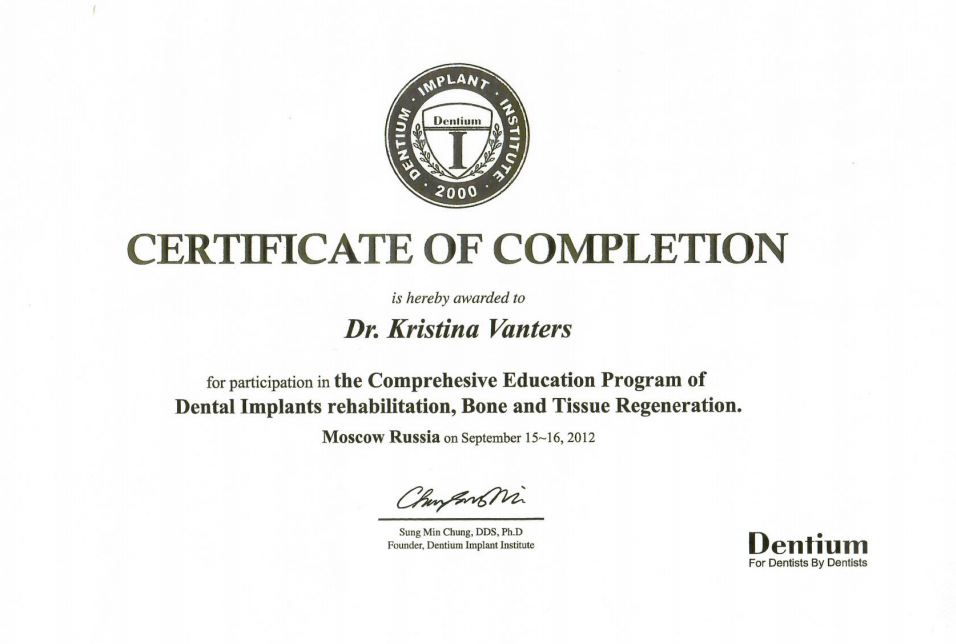 DENTIUM · IMPLANT · INSTITUTE
Dentium
I
· 2000 ·
CERTIFICATE OF COMPLETION
is hereby awarded to
Dr. Kristina Vanters
for participation in the Comprehesive Education Program of
Dental Implants rehabilitation, Bone and Tissue Regeneration.
Moscow Russia on September 15~16, 2012
Sung Min Chung, DDS, Ph.D
Founder, Dentium Implant Institute
Dentium
For Dentists By Dentists